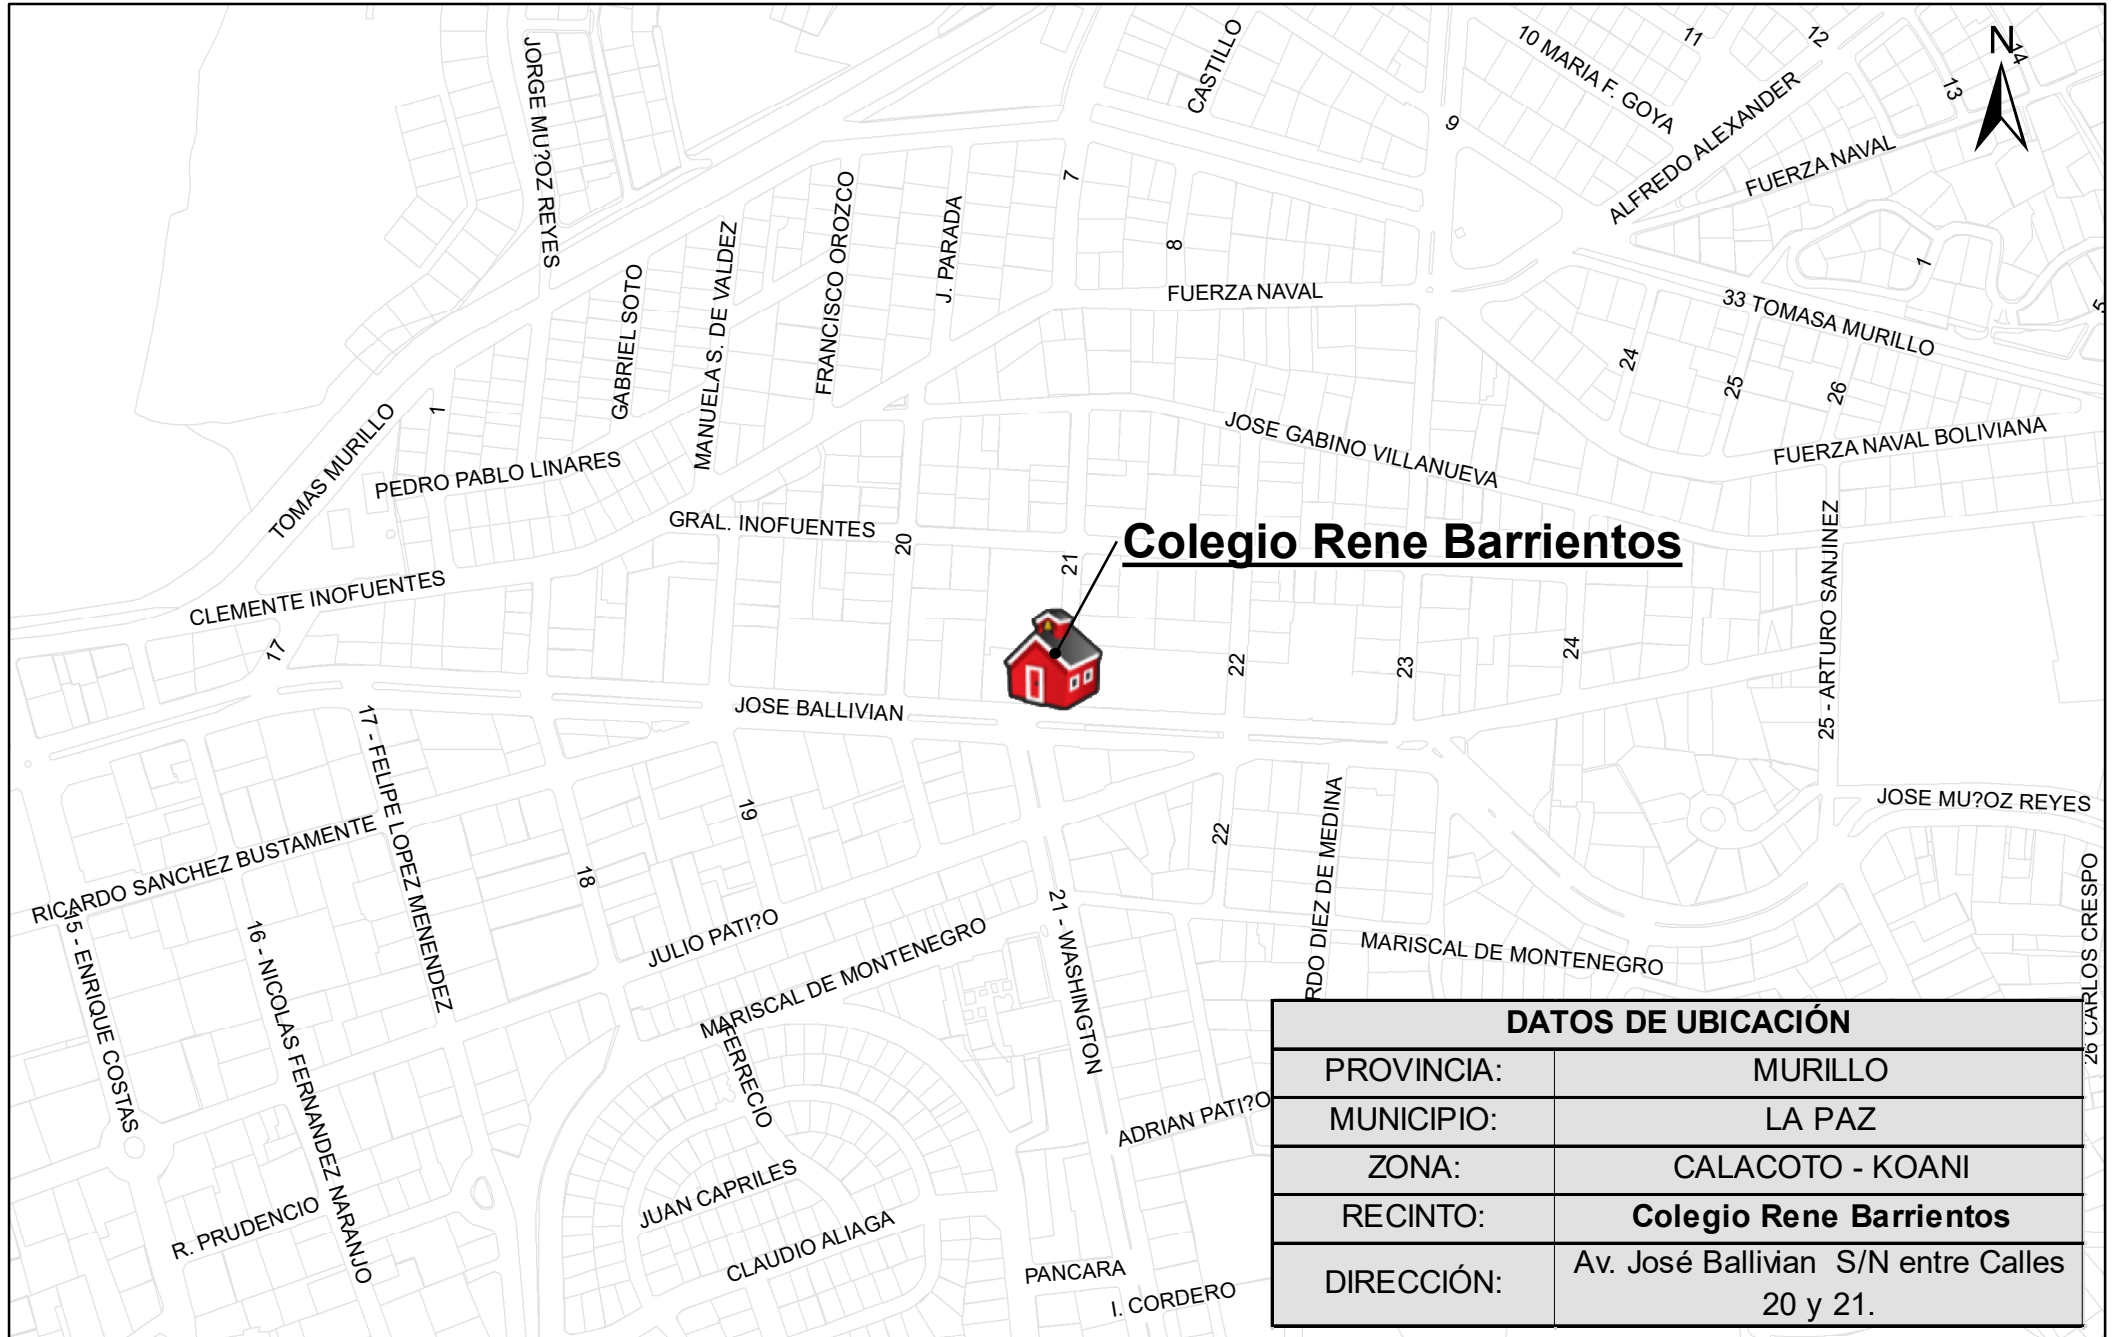 CASTILLO
10 MARIA F. GOYA
11
12
N
14
13
9
JORGE MU?OZ REYES
ALFREDO ALEXANDER
FUERZA NAVAL
7
FRANCISCO OROZCO
J. PARADA
8
MANUELA S. DE VALDEZ
GABRIEL SOTO
FUERZA NAVAL
1
33 TOMASA MURILLO
5
24
25
26
1
TOMAS MURILLO
PEDRO PABLO LINARES
JOSE GABINO VILLANUEVA
FUERZA NAVAL BOLIVIANA
GRAL. INOFUENTES
20
21
Colegio Rene Barrientos
25 - ARTURO SANJINEZ
CLEMENTE INOFUENTES
17
22
23
24
JOSE BALLIVIAN
17 - FELIPE LOPEZ MENENDEZ
19
22
RDO DIEZ DE MEDINA
JOSE MU?OZ REYES
RICARDO SANCHEZ BUSTAMENTE
18
15 - ENRIQUE COSTAS
16 - NICOLAS FERNANDEZ NARANJO
JULIO PATI?O
MARISCAL DE MONTENEGRO
21 - WASHINGTON
MARISCAL DE MONTENEGRO
26 CARLOS CRESPO
FERRECIO
ADRIAN PATI?O
JUAN CAPRILES
R. PRUDENCIO
CLAUDIO ALIAGA
PANCARA
I. CORDERO
DATOS DE UBICACIÓN
PROVINCIA: MURILLO
MUNICIPIO: LA PAZ
ZONA: CALACOTO - KOANI
RECINTO: Colegio Rene Barrientos
DIRECCIÓN: Av. José Ballivian S/N entre Calles
20 y 21.